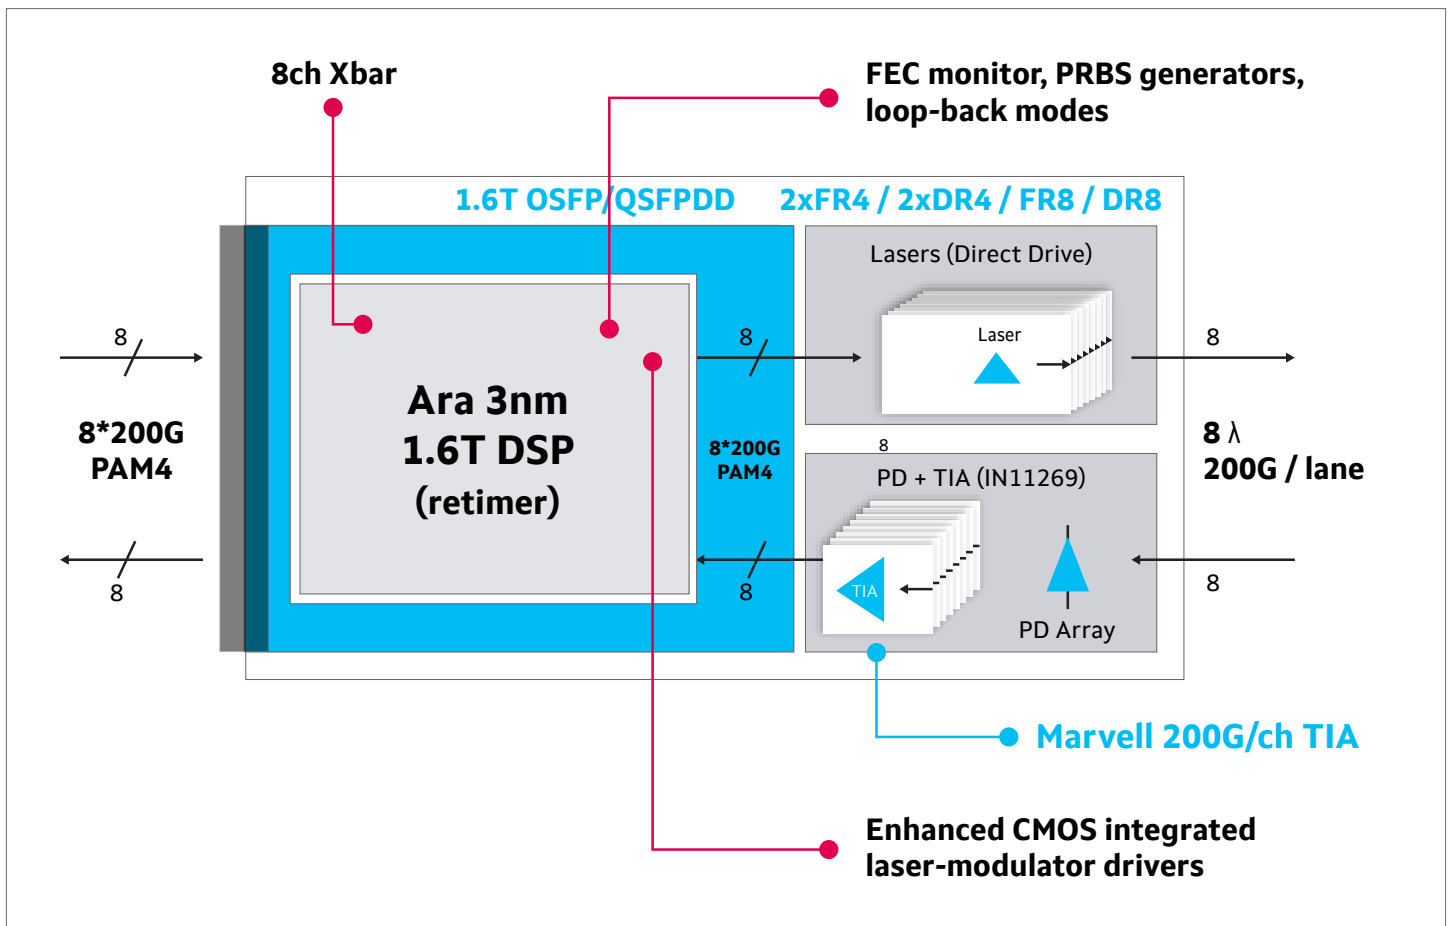 8ch Xbar
FEC monitor, PRBS generators,
loop-back modes
1.6T OSFP/QSFPDD
2xFR4 / 2xDR4 / FR8 / DR8
Lasers (Direct Drive)
Laser
8
8
8
Ara 3nm
1.6T DSP
(retimer)
8*200G
PAM4
8*200G
PAM4
8
8 λ
200G / lane
PD + TIA (IN11269)
TIA
PD Array
8
8
8
Marvell 200G/ch TIA
Enhanced CMOS integrated
laser-modulator drivers